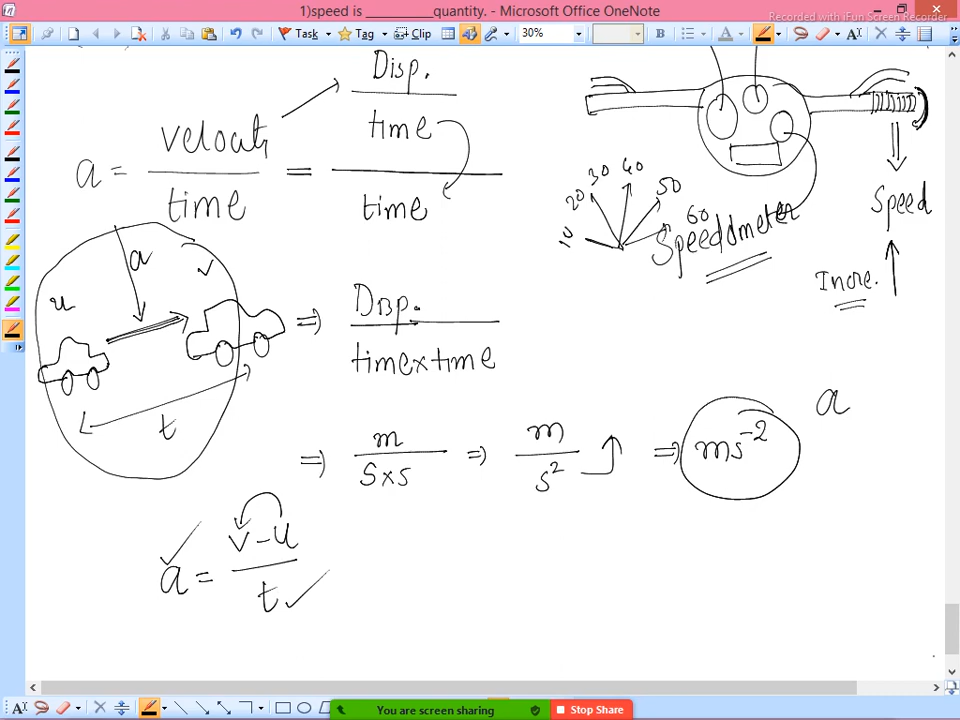 1)speed is _________quantity. - Microsoft Office OneNote
Recorded with iFun Screen Recorder
Task Tag Clip 30% B A
Disp.
time
a = velocity / time = time
Speed
Incre.
10 20 30 40 50 60
Speedometer
u a v
t
⇒ Disp. / time×time
⇒ m / s×s ⇒ m / s² ⇒ ms⁻² a
a = v – u / t
You are screen sharing Stop Share